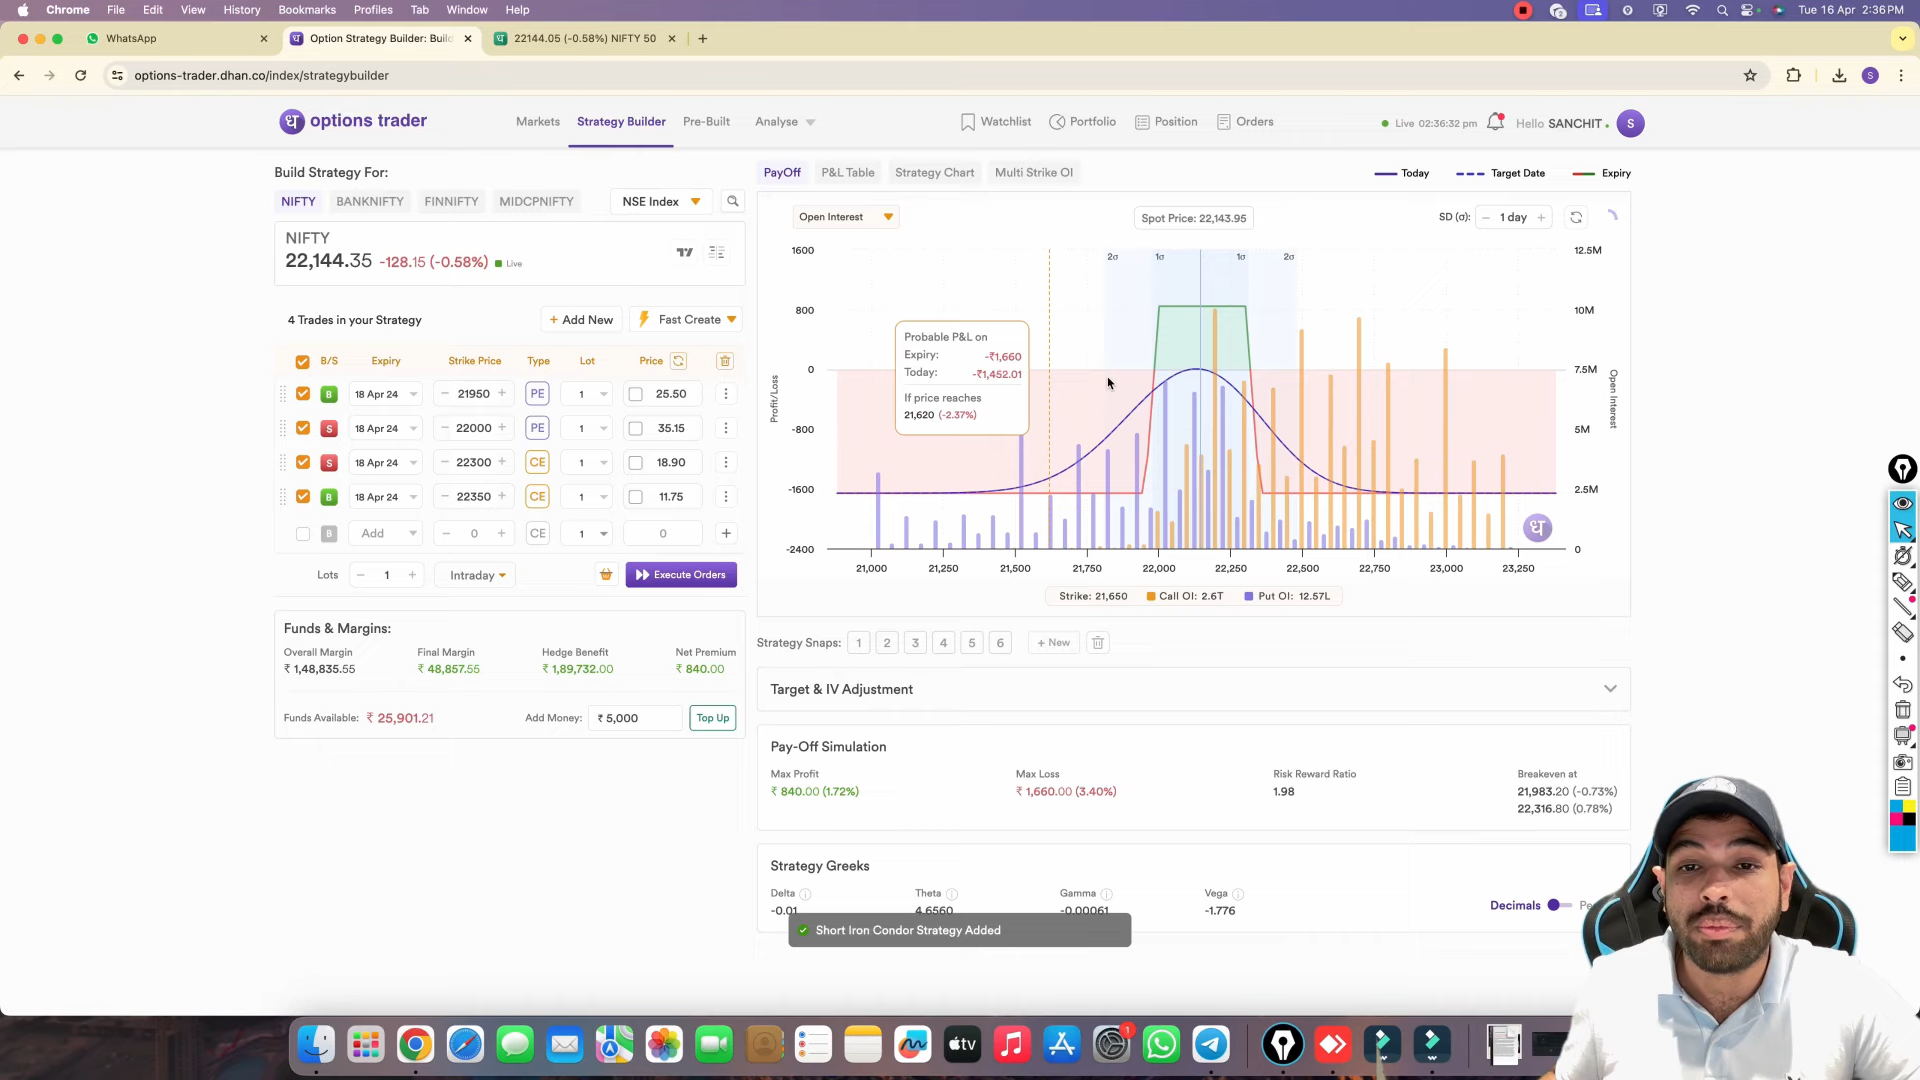 Chrome File Edit View History Bookmarks Profiles Tab Window Help
Tue 16 Apr 2:36 PM
WhatsApp
Option Strategy Builder: Build
22144.05 (-0.58%) NIFTY 50
options-trader.dhan.co/index/strategybuilder
S
options trader
Markets Strategy Builder Pre-Built Analyse
Watchlist Portfolio Position Orders
Live 02:36:32 pm
Hello SANCHIT
S
Build Strategy For:
NIFTY BANKNIFTY FINNIFTY MIDCPNIFTY
NSE Index
NIFTY
22,144.35 -128.15 (-0.58%) Live
4 Trades in your Strategy
+ Add New
Fast Create
B/S Expiry Strike Price Type Lot Price
B 18 Apr 24 − 21950 + PE 1 25.50
S 18 Apr 24 − 22000 + PE 1 35.15
S 18 Apr 24 − 22300 + CE 1 18.90
B 18 Apr 24 − 22350 + CE 1 11.75
B Add − 0 + CE 1 0 +
Lots − 1 + Intraday Execute Orders
Funds & Margins:
Overall Margin Final Margin Hedge Benefit Net Premium
₹ 1,48,835.55 ₹ 48,857.55 ₹ 1,89,732.00 ₹ 840.00
Funds Available: ₹ 25,901.21 Add Money: ₹ 5,000 Top Up
PayOff P&L Table Strategy Chart Multi Strike OI
Today Target Date Expiry
Open Interest
Spot Price: 22,143.95
SD (σ): − 1 day +
2σ 1σ 1σ 2σ
1600
800
0
-800
-1600
-2400
Profit/Loss
12.5M
10M
7.5M
5M
2.5M
0
Open Interest
Probable P&L on
Expiry: -₹1,660
Today: -₹1,452.01
If price reaches
21,620 (-2.37%)
21,000 21,250 21,500 21,750 22,000 22,250 22,500 22,750 23,000 23,250
Strike: 21,650 Call OI: 2.6T Put OI: 12.57L
Strategy Snaps: 1 2 3 4 5 6 + New
Target & IV Adjustment
Pay-Off Simulation
Max Profit Max Loss Risk Reward Ratio Breakeven at
₹ 840.00 (1.72%) ₹ 1,660.00 (3.40%) 1.98 21,983.20 (-0.73%)
22,316.80 (0.78%)
Strategy Greeks
Delta Theta Gamma Vega
-0.01 4.6560 -0.00061 -1.776
Decimals
Short Iron Condor Strategy Added
tv
1